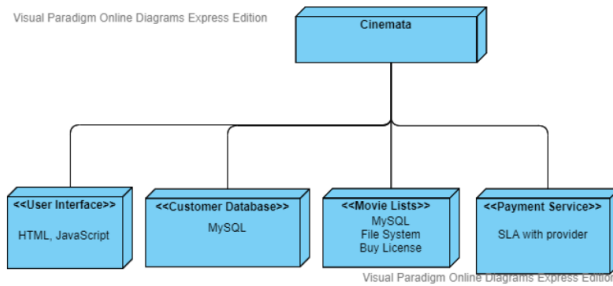 Visual Paradigm Online Diagrams Express Edition
Cinemata
<<User Interface>>
HTML, JavaScript
<<Customer Database>>
MySQL
<<Movie Lists>>
MySQL
File System
Buy License
<<Payment Service>>
SLA with provider
Visual Paradigm Online Diagrams Express Edition